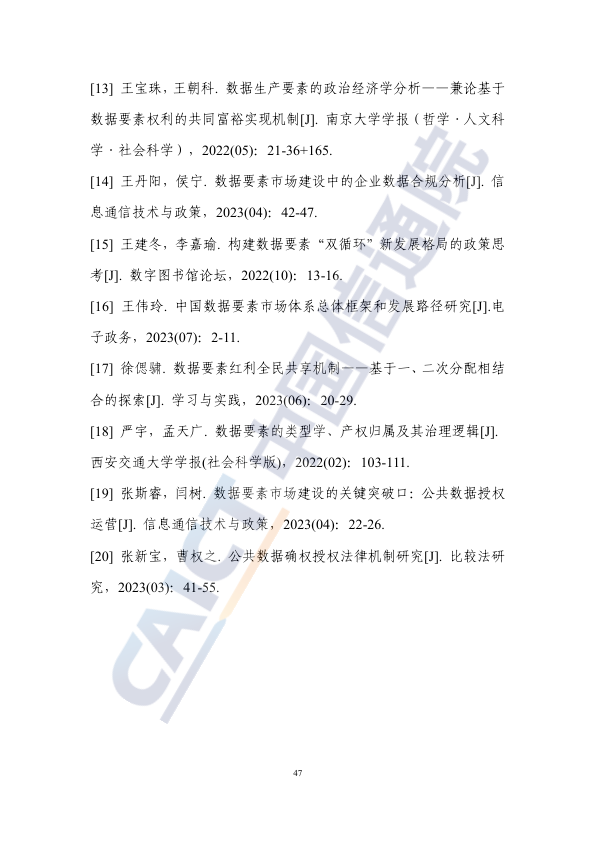 [13] 王宝珠，王朝科. 数据生产要素的政治经济学分析——兼论基于
数据要素权利的共同富裕实现机制[J]. 南京大学学报（哲学·人文科
学·社会科学），2022(05)：21-36+165.
[14] 王丹阳，侯宁. 数据要素市场建设中的企业数据合规分析[J]. 信
息通信技术与政策，2023(04)：42-47.
[15] 王建冬，李嘉瑜. 构建数据要素“双循环”新发展格局的政策思
考[J]. 数字图书馆论坛，2022(10)：13-16.
[16] 王伟玲. 中国数据要素市场体系总体框架和发展路径研究[J].电
子政务，2023(07)：2-11.
[17] 徐偲骕. 数据要素红利全民共享机制——基于一、二次分配相结
合的探索[J]. 学习与实践，2023(06)：20-29.
[18] 严宇，孟天广. 数据要素的类型学、产权归属及其治理逻辑[J].
西安交通大学学报(社会科学版)，2022(02)：103-111.
[19] 张斯睿，闫树. 数据要素市场建设的关键突破口：公共数据授权
运营[J]. 信息通信技术与政策，2023(04)：22-26.
[20] 张新宝，曹权之. 公共数据确权授权法律机制研究[J]. 比较法研
究，2023(03)：41-55.
CAICT 中国信通院
47